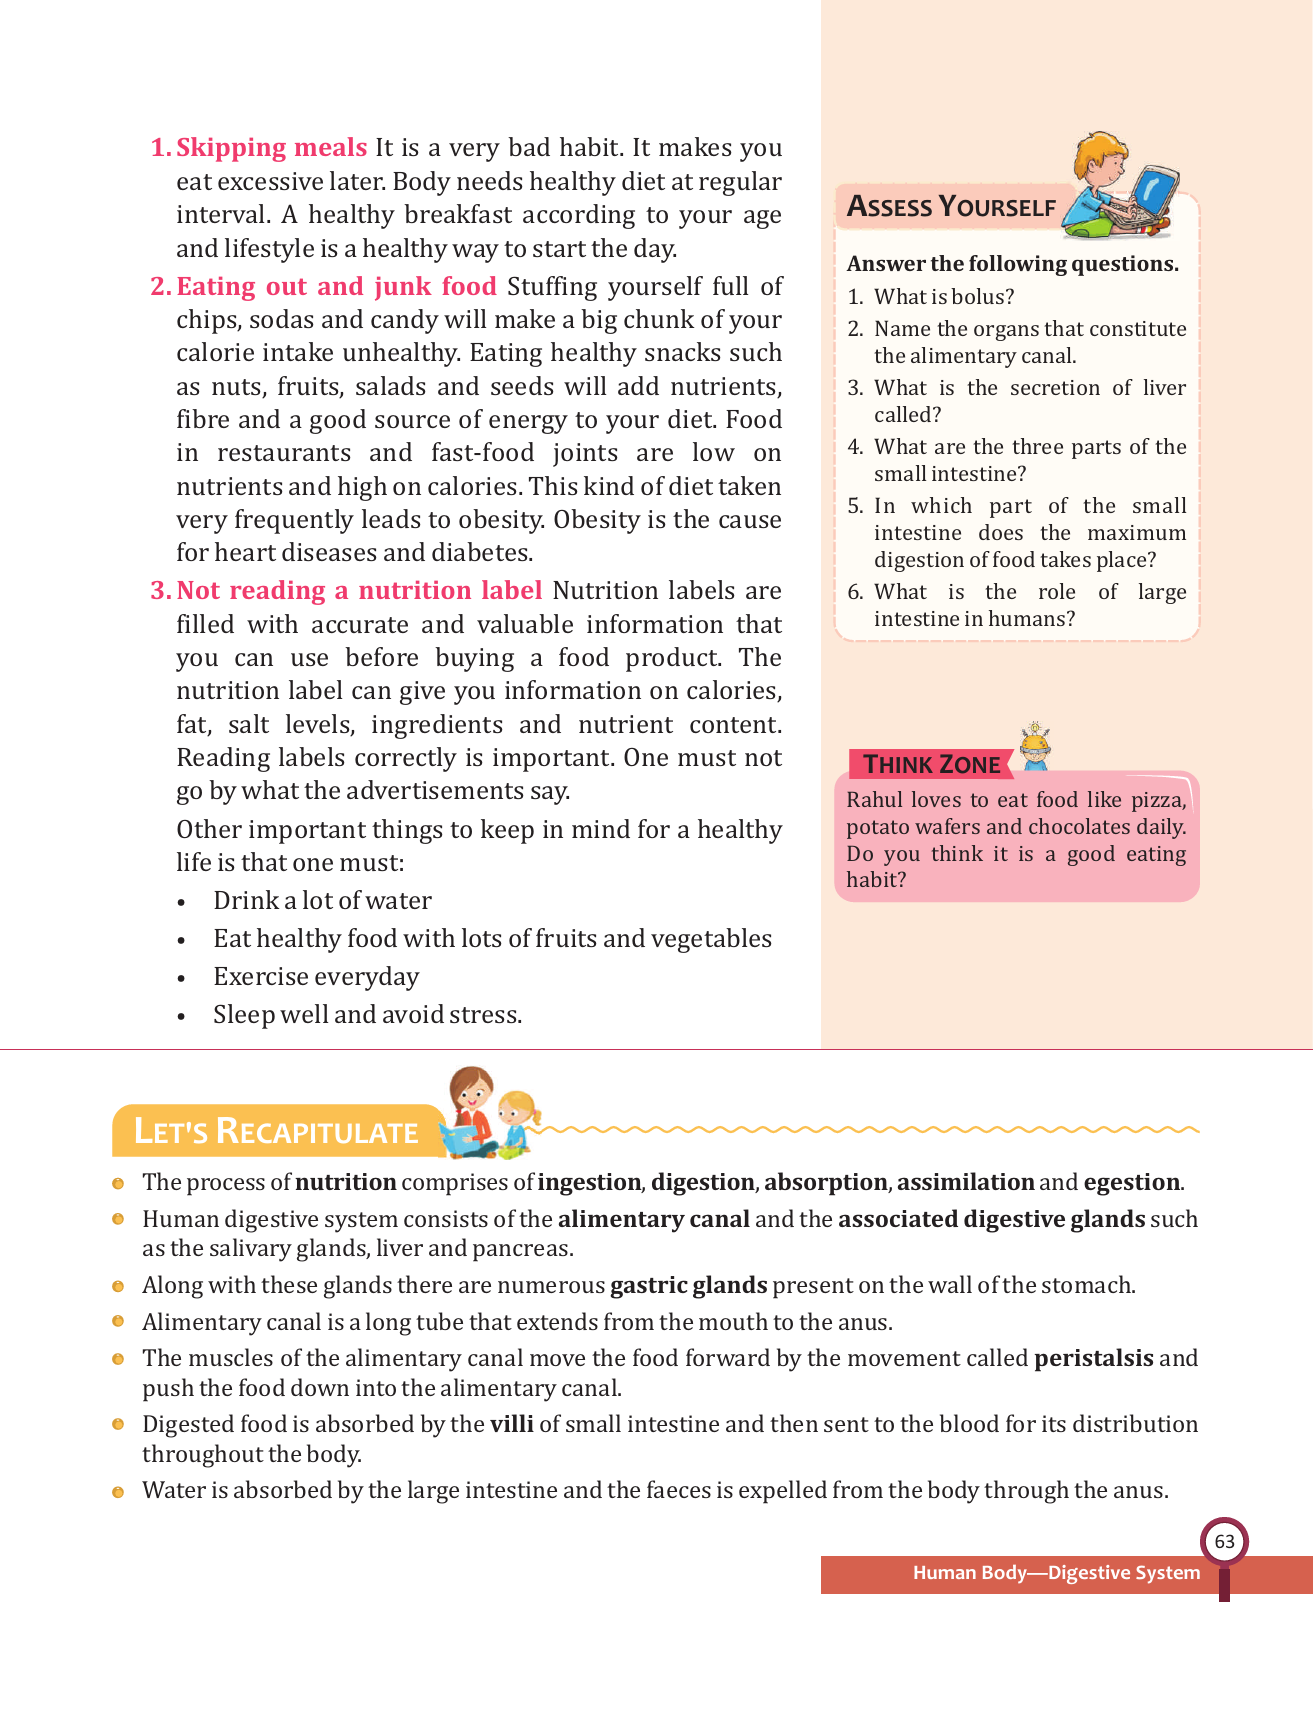 1. Skipping meals It is a very bad habit. It makes you
eat excessive later. Body needs healthy diet at regular
interval. A healthy breakfast according to your age
and lifestyle is a healthy way to start the day.
2. Eating out and junk food Stuffing yourself full of
chips, sodas and candy will make a big chunk of your
calorie intake unhealthy. Eating healthy snacks such
as nuts, fruits, salads and seeds will add nutrients,
fibre and a good source of energy to your diet. Food
in restaurants and fast-food joints are low on
nutrients and high on calories. This kind of diet taken
very frequently leads to obesity. Obesity is the cause
for heart diseases and diabetes.
3. Not reading a nutrition label Nutrition labels are
filled with accurate and valuable information that
you can use before buying a food product. The
nutrition label can give you information on calories,
fat, salt levels, ingredients and nutrient content.
Reading labels correctly is important. One must not
go by what the advertisements say.
Other important things to keep in mind for a healthy
life is that one must:
• Drink a lot of water
• Eat healthy food with lots of fruits and vegetables
• Exercise everyday
• Sleep well and avoid stress.
ASSESS YOURSELF
Answer the following questions.
1. What is bolus?
2. Name the organs that constitute
the alimentary canal.
3. What is the secretion of liver
called?
4. What are the three parts of the
small intestine?
5. In which part of the small
intestine does the maximum
digestion of food takes place?
6. What is the role of large
intestine in humans?
THINK ZONE
Rahul loves to eat food like pizza,
potato wafers and chocolates daily.
Do you think it is a good eating
habit?
LET'S RECAPITULATE
The process of nutrition comprises of ingestion, digestion, absorption, assimilation and egestion.
Human digestive system consists of the alimentary canal and the associated digestive glands such
as the salivary glands, liver and pancreas.
Along with these glands there are numerous gastric glands present on the wall of the stomach.
Alimentary canal is a long tube that extends from the mouth to the anus.
The muscles of the alimentary canal move the food forward by the movement called peristalsis and
push the food down into the alimentary canal.
Digested food is absorbed by the villi of small intestine and then sent to the blood for its distribution
throughout the body.
Water is absorbed by the large intestine and the faeces is expelled from the body through the anus.
63
Human Body—Digestive System